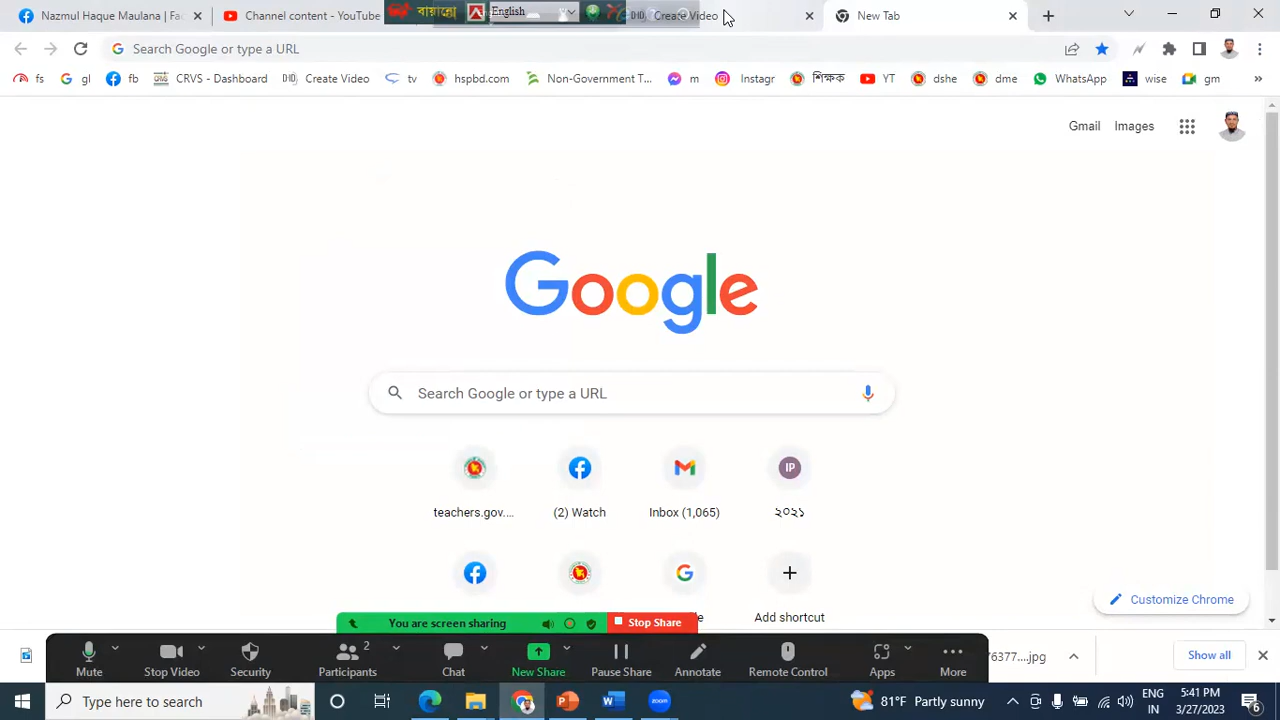 Nazmul Haque Maulana | Fac
Channel content - YouTube
বায়ান্নো
English
Create Video
New Tab
Search Google or type a URL
fs
gl
fb
CRVS - Dashboard
Create Video
tv
hspbd.com
Non-Government T...
m
Instagr
শিক্ষক
YT
dshe
dme
WhatsApp
wise
gm
»
Gmail
Images
Google
Search Google or type a URL
IP
teachers.gov....
(2) Watch
Inbox (1,065)
২০২১
Add shortcut
Customize Chrome
You are screen sharing
Stop Share
76377....jpg
Show all
2
Mute
Stop Video
Security
Participants
Chat
New Share
Pause Share
Annotate
Remote Control
Apps
More
Type here to search
zoom
81°F Partly sunny
ENG
IN
5:41 PM
3/27/2023
6